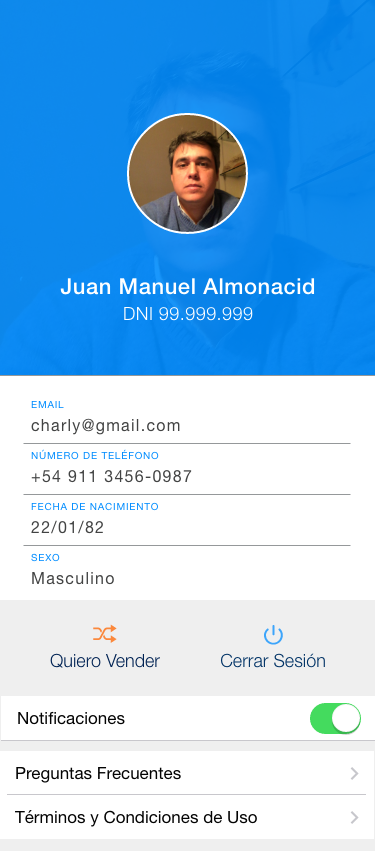 Juan Manuel Almonacid
DNI 99.999.999
EMAIL
charly@gmail.com
NÚMERO DE TELÉFONO
+54 911 3456-0987
FECHA DE NACIMIENTO
22/01/82
SEXO
Masculino
Quiero Vender
Cerrar Sesión
Notificaciones
Preguntas Frecuentes
Términos y Condiciones de Uso